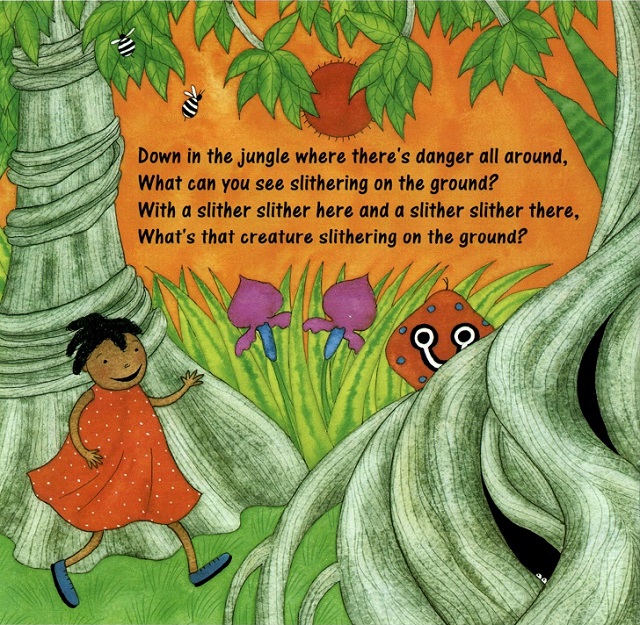 Down in the jungle where there's danger all around,
What can you see slithering on the ground?
With a slither slither here and a slither slither there,
What's that creature slithering on the ground?